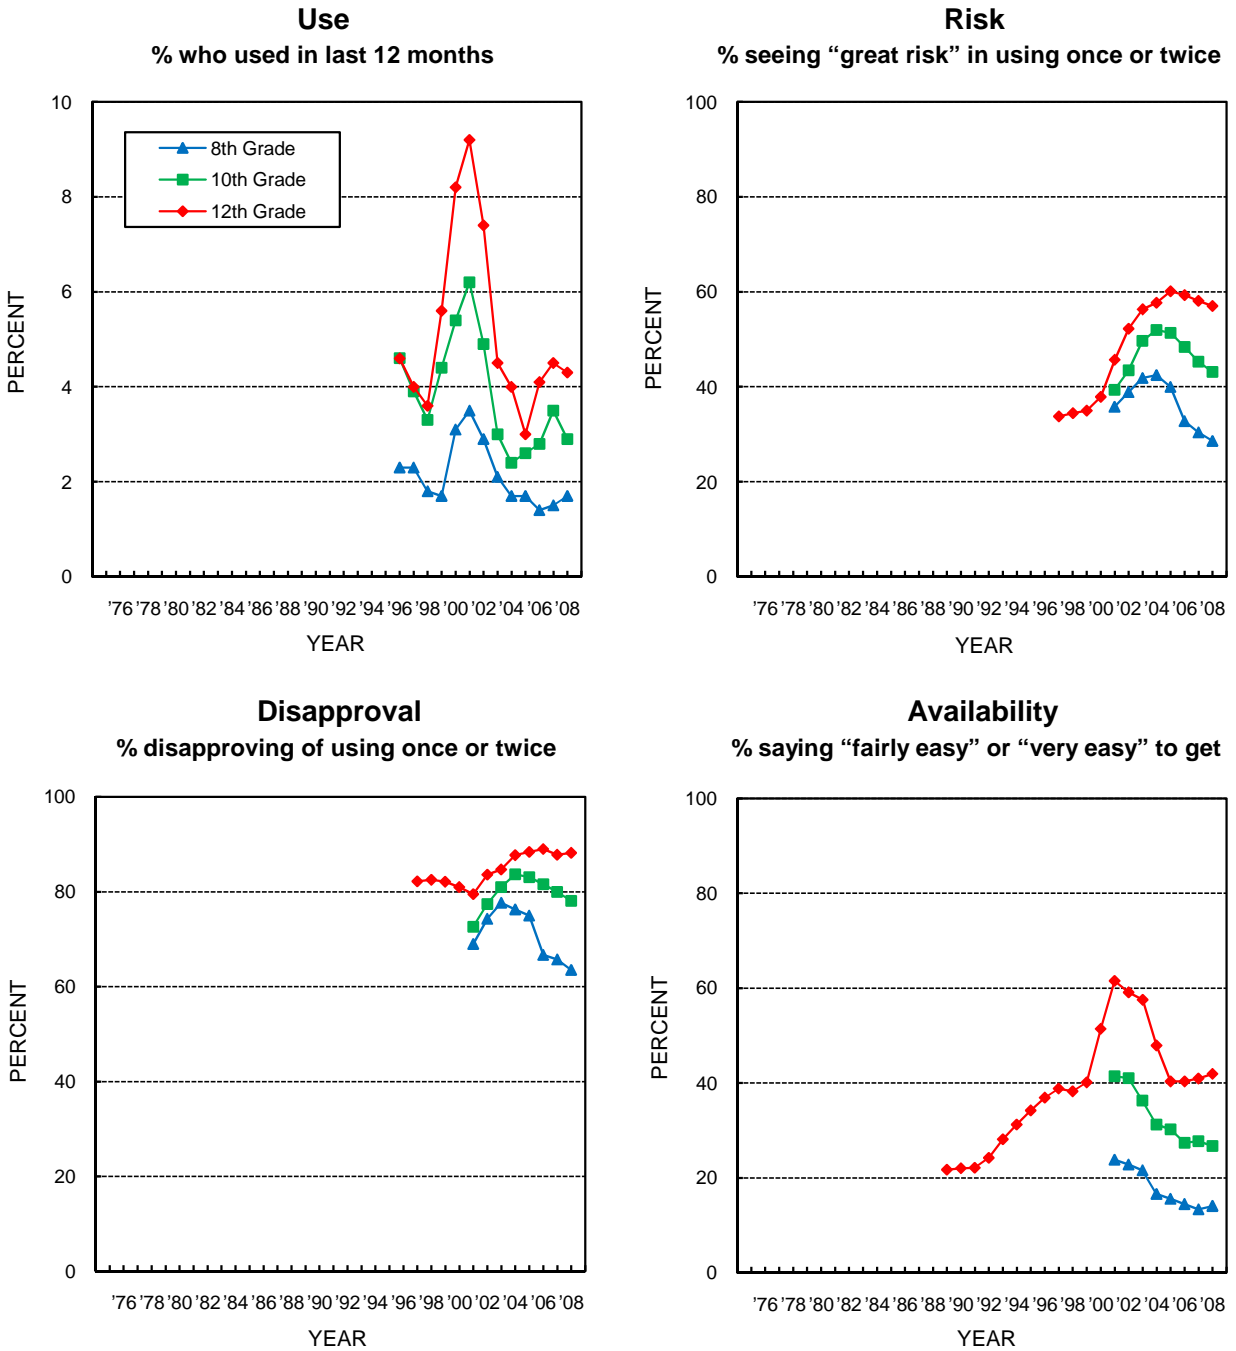 Use
% who used in last 12 months
10
8
6
4
2
0
PERCENT
8th Grade
10th Grade
12th Grade
’76 ’78 ’80 ’82 ’84 ’86 ’88 ’90 ’92 ’94 ’96 ’98 ’00 ’02 ’04 ’06 ’08
YEAR
Risk
% seeing “great risk” in using once or twice
100
80
60
40
20
0
PERCENT
’76 ’78 ’80 ’82 ’84 ’86 ’88 ’90 ’92 ’94 ’96 ’98 ’00 ’02 ’04 ’06 ’08
YEAR
Disapproval
% disapproving of using once or twice
100
80
60
40
20
0
PERCENT
’76 ’78 ’80 ’82 ’84 ’86 ’88 ’90 ’92 ’94 ’96 ’98 ’00 ’02 ’04 ’06 ’08
YEAR
Availability
% saying “fairly easy” or “very easy” to get
100
80
60
40
20
0
PERCENT
’76 ’78 ’80 ’82 ’84 ’86 ’88 ’90 ’92 ’94 ’96 ’98 ’00 ’02 ’04 ’06 ’08
YEAR